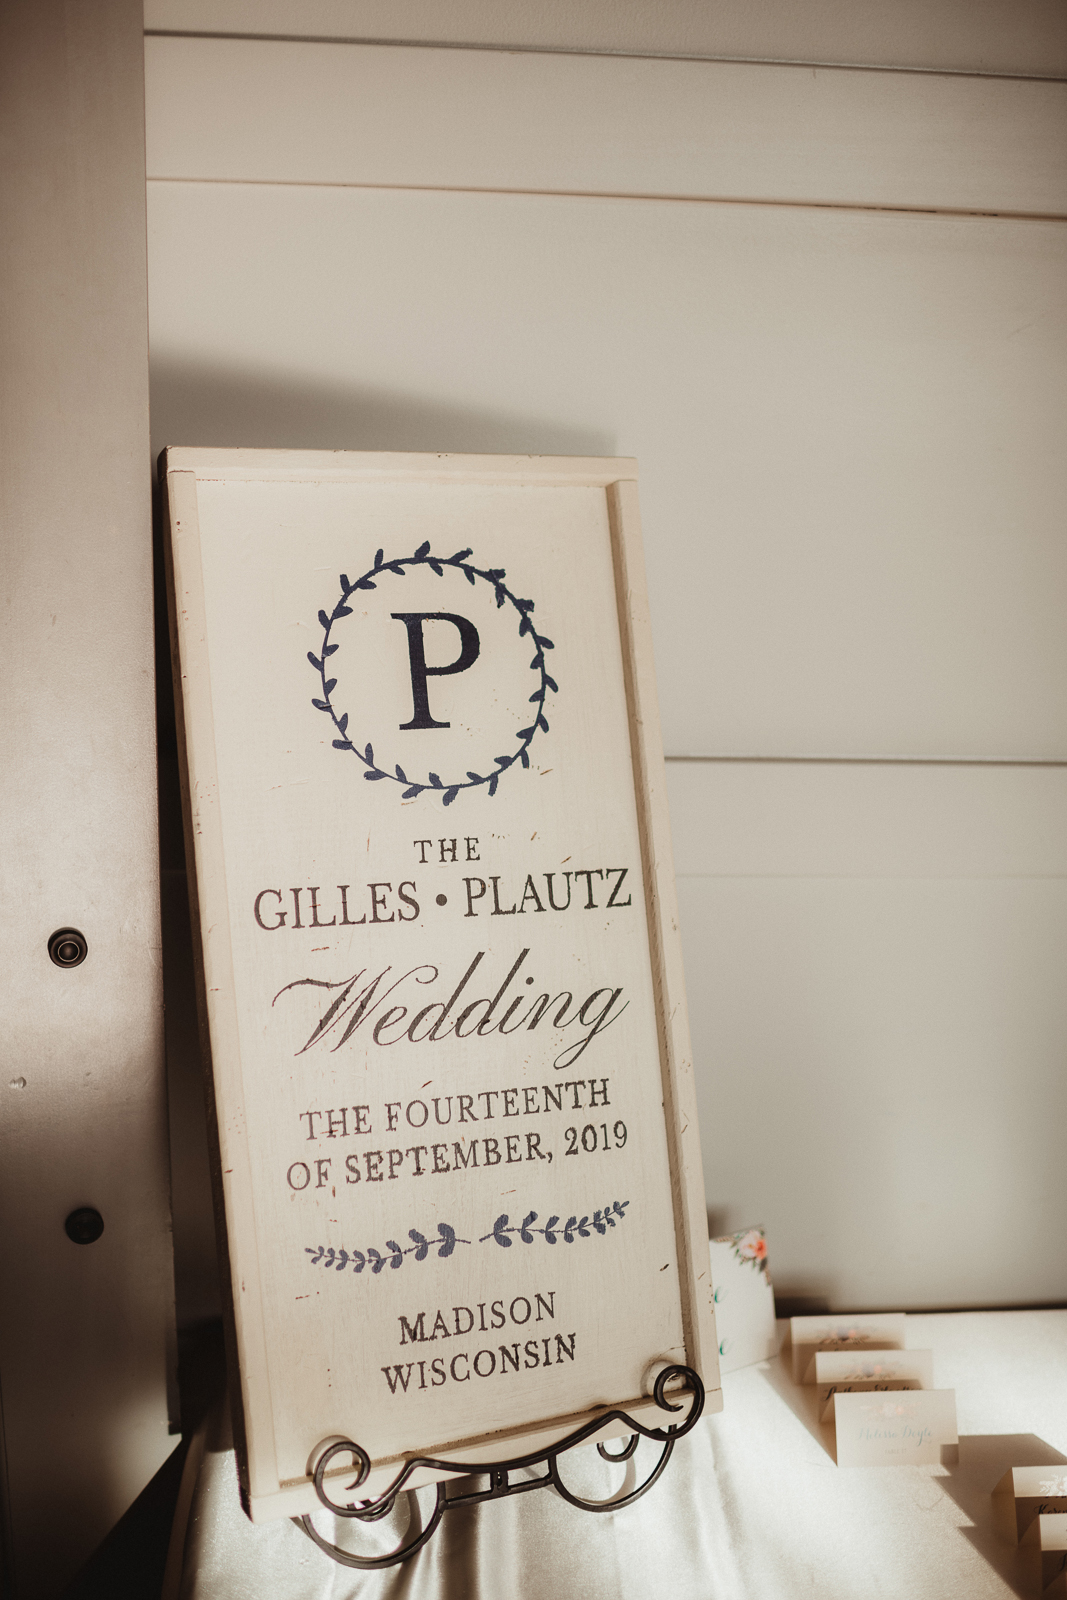 P
THE
GILLES • PLAUTZ
Wedding
THE FOURTEENTH
OF SEPTEMBER, 2019
MADISON
WISCONSIN